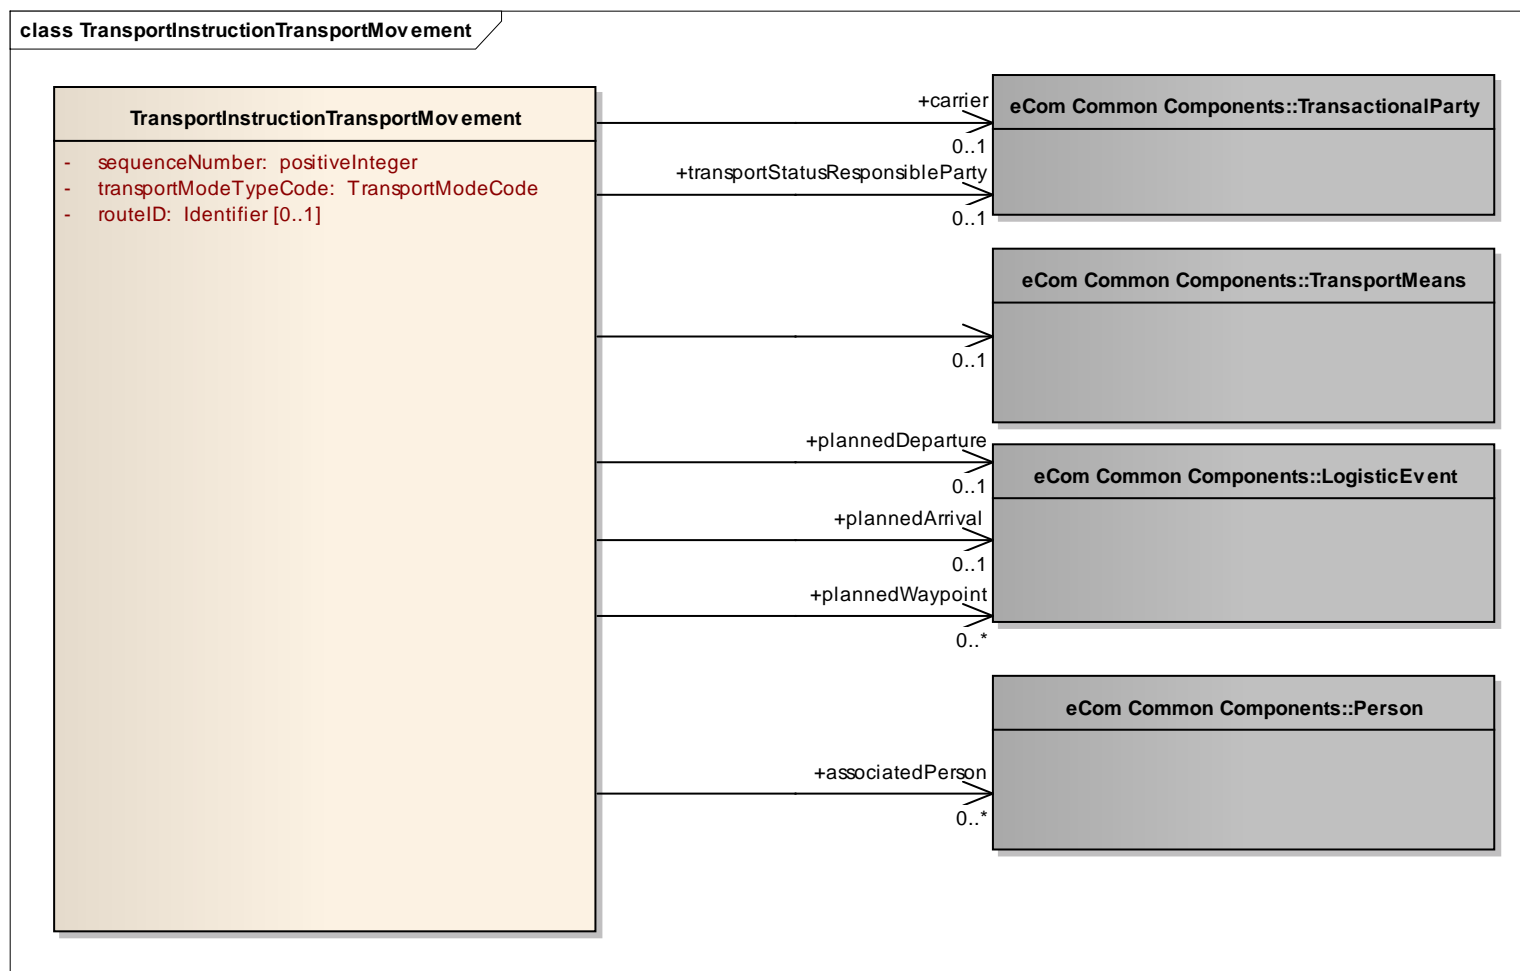 class TransportInstructionTransportMovement
TransportInstructionTransportMovement
- sequenceNumber: positiveInteger
- transportModeTypeCode: TransportModeCode
- routeID: Identifier [0..1]
+carrier
0..1
+transportStatusResponsibleParty
0..1
eCom Common Components::TransactionalParty
eCom Common Components::TransportMeans
0..1
+plannedDeparture
0..1
eCom Common Components::LogisticEvent
+plannedArrival
0..1
+plannedWaypoint
0..*
eCom Common Components::Person
+associatedPerson
0..*